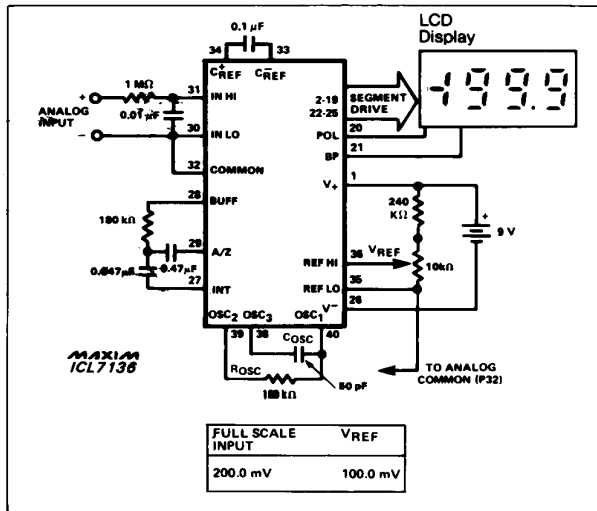 LCD
Display
0.1 μF
34
33
C+REF
C-REF
1 MΩ
31
IN HI
+
ANALOG
INPUT
-
0.01 μF
30
IN LO
32
COMMON
28
BUFF
180 kΩ
29
A/Z
0.47μF
0.047μF
27
INT
2-19
22-25
SEGMENT
DRIVE
20
POL
21
BP
1
V+
-199.9
240
KΩ
+
9 V
36
REF HI
VREF
10kΩ
35
REF LO
26
V-
OSC2
OSC3
OSC1
39
38
40
COSC
ROSC
50 pF
180 kΩ
MAXIM
ICL7136
TO ANALOG
COMMON (P32)
FULL SCALE
INPUT
VREF
200.0 mV
100.0 mV